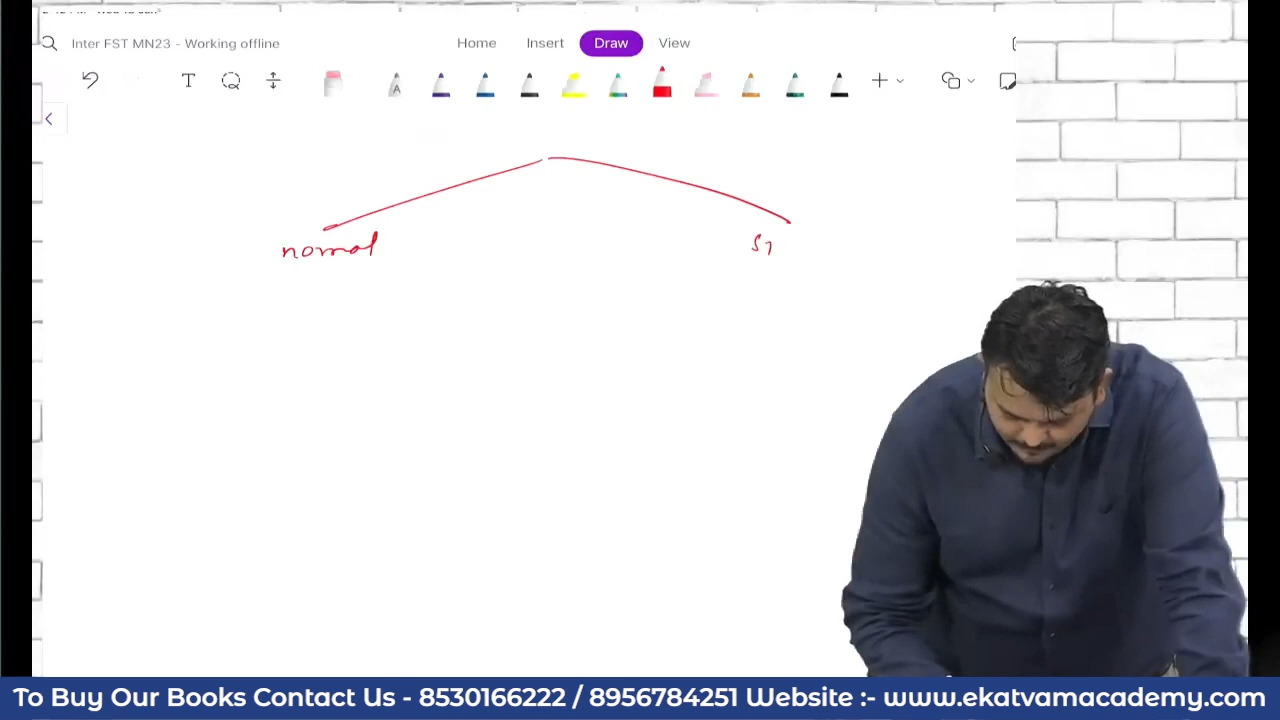 Inter FST MN23 - Working offline
Home Insert Draw View
T
A
normal
To Buy Our Books Contact Us - 8530166222 / 8956784251 Website :- www.ekatvamacademy.com